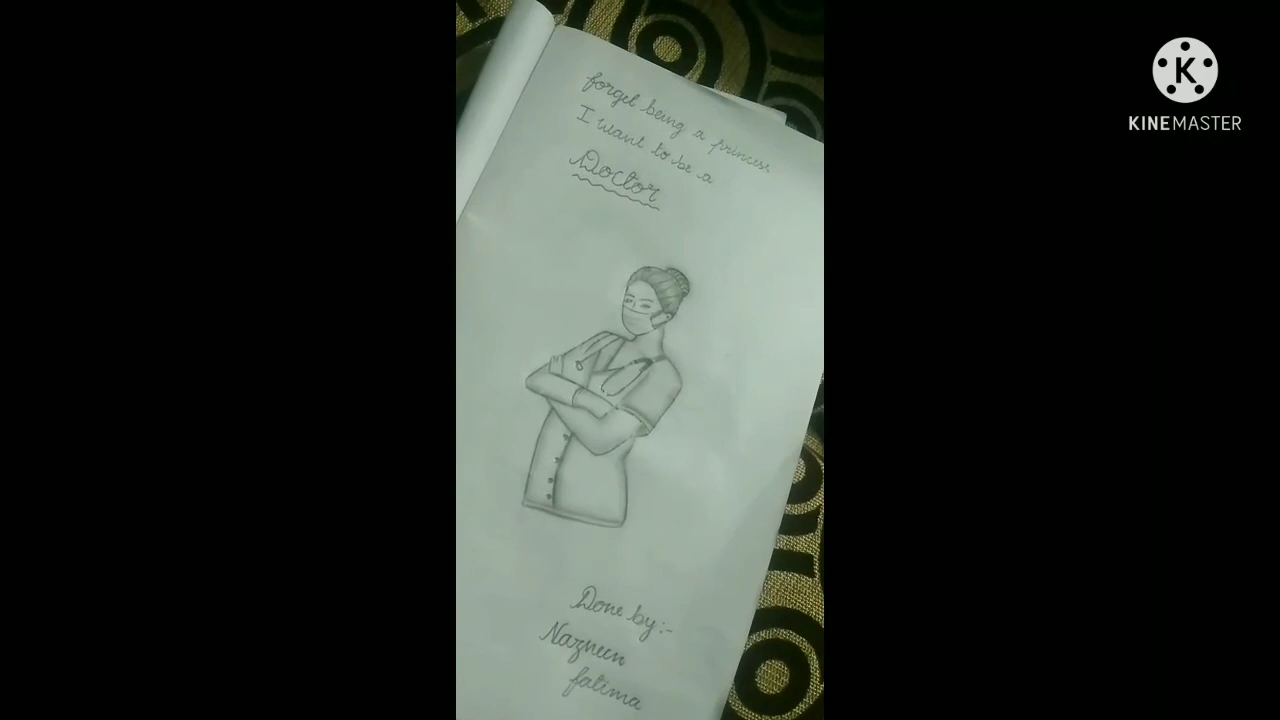 forget being a princess
I want to be a
Doctor
Done by:-
Nazneen
fatima
KINEMASTER